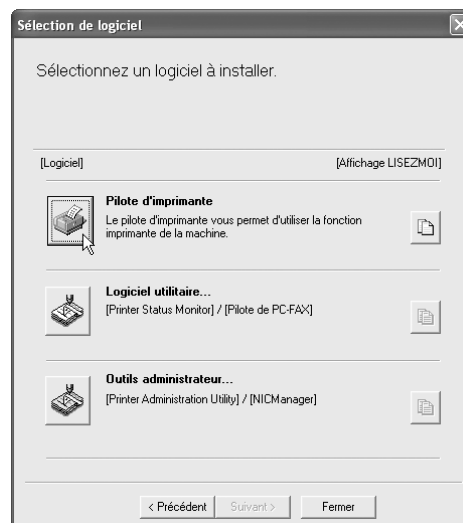 Sélection de logiciel
Sélectionnez un logiciel à installer.
[Logiciel] [Affichage LISEZMOI]
Pilote d'imprimante
Le pilote d'imprimante vous permet d'utiliser la fonction
imprimante de la machine.
Logiciel utilitaire...
[Printer Status Monitor] / [Pilote de PC-FAX]
Outils administrateur...
[Printer Administration Utility] / [NICManager]
< Précédent Suivant > Fermer